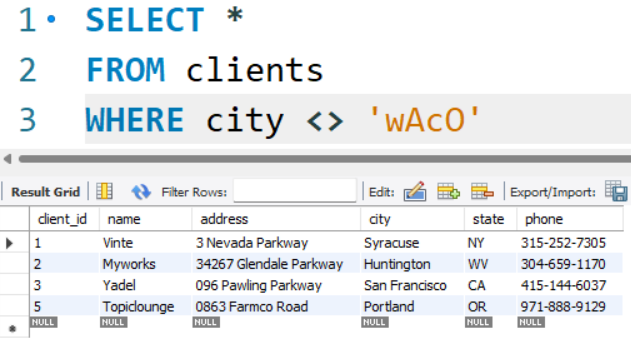 1 SELECT *
2 FROM clients
3 WHERE city <> 'wAcO'
Result Grid Filter Rows: Edit: Export/Import:
client_id name address city state phone
1 Vinte 3 Nevada Parkway Syracuse NY 315-252-7305
2 Myworks 34267 Glendale Parkway Huntington WV 304-659-1170
3 Yadel 096 Pawling Parkway San Francisco CA 415-144-6037
5 Topiclounge 0863 Farmco Road Portland OR 971-888-9129
NULL NULL NULL NULL NULL NULL